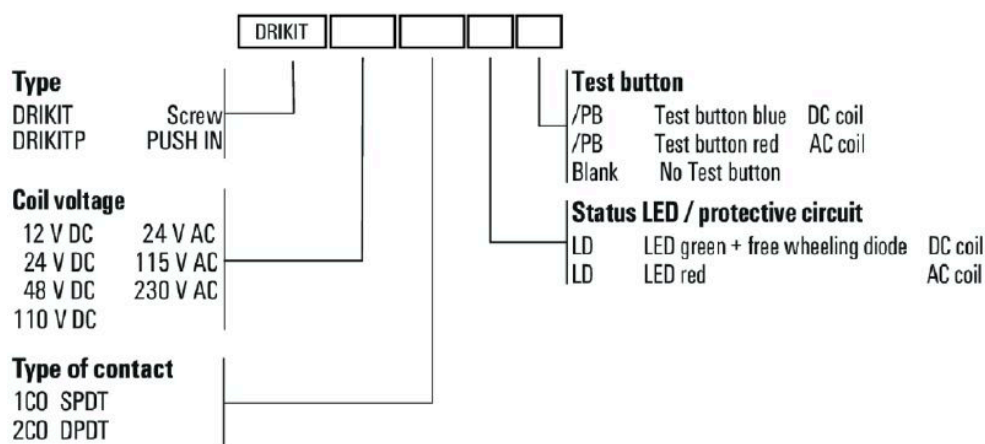 DRIKIT
Type
DRIKIT Screw
DRIKITP PUSH IN
Coil voltage
12 V DC 24 V AC
24 V DC 115 V AC
48 V DC 230 V AC
110 V DC
Type of contact
1CO SPDT
2CO DPDT
Test button
/PB Test button blue DC coil
/PB Test button red AC coil
Blank No Test button
Status LED / protective circuit
LD LED green + free wheeling diode DC coil
LD LED red AC coil